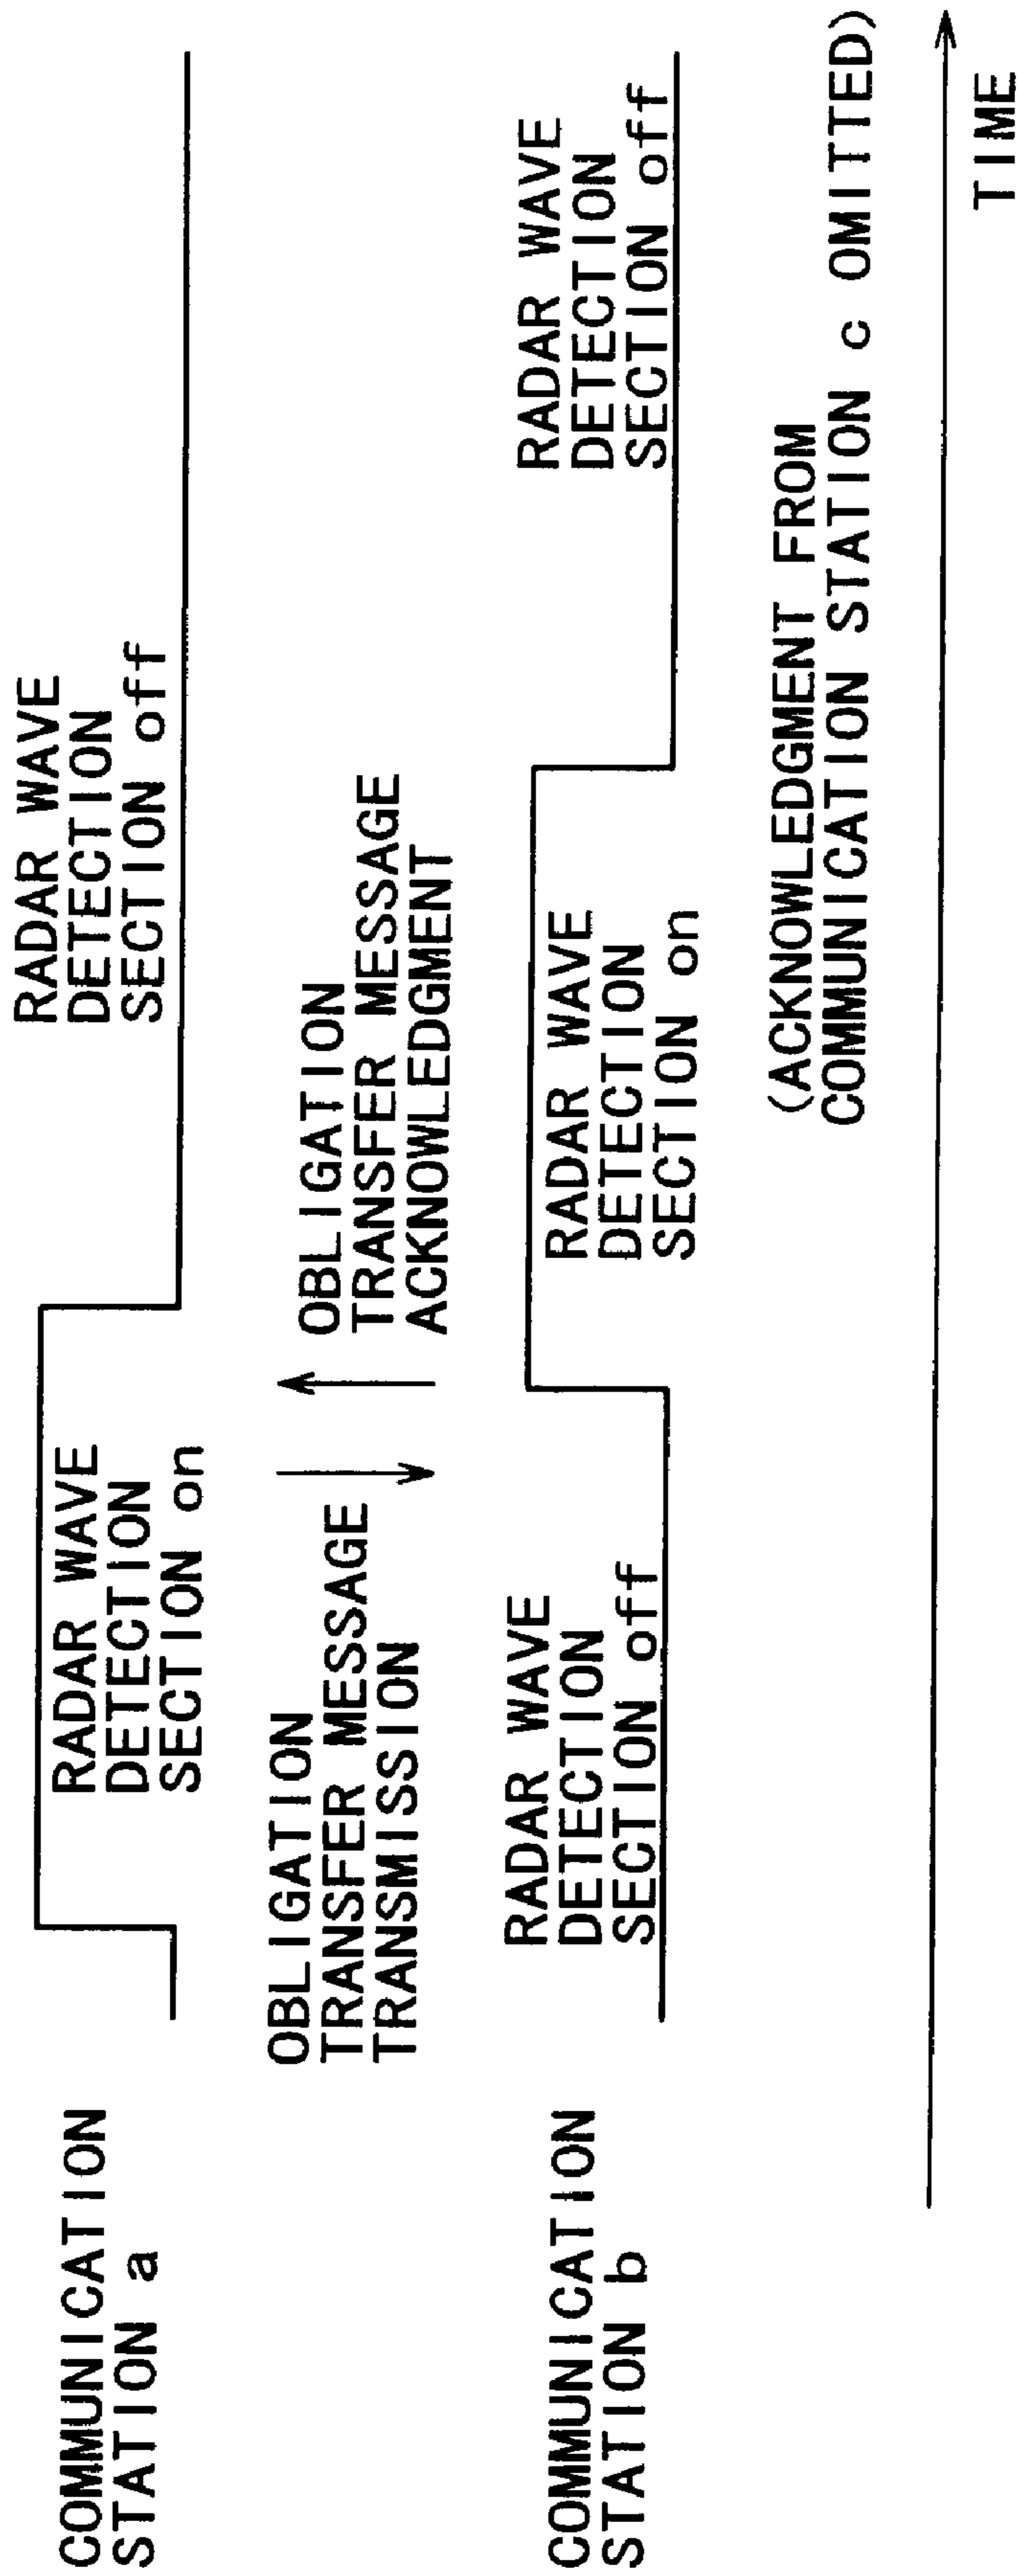 COMMUNICATION
STATION a
RADAR WAVE
DETECTION
SECTION on
RADAR WAVE
DETECTION
SECTION off
OBLIGATION
TRANSFER MESSAGE
TRANSMISSION
OBLIGATION
TRANSFER MESSAGE
ACKNOWLEDGMENT
COMMUNICATION
STATION b
RADAR WAVE
DETECTION
SECTION off
RADAR WAVE
DETECTION
SECTION on
RADAR WAVE
DETECTION
SECTION off
(ACKNOWLEDGMENT FROM
COMMUNICATION STATION c OMITTED)
TIME